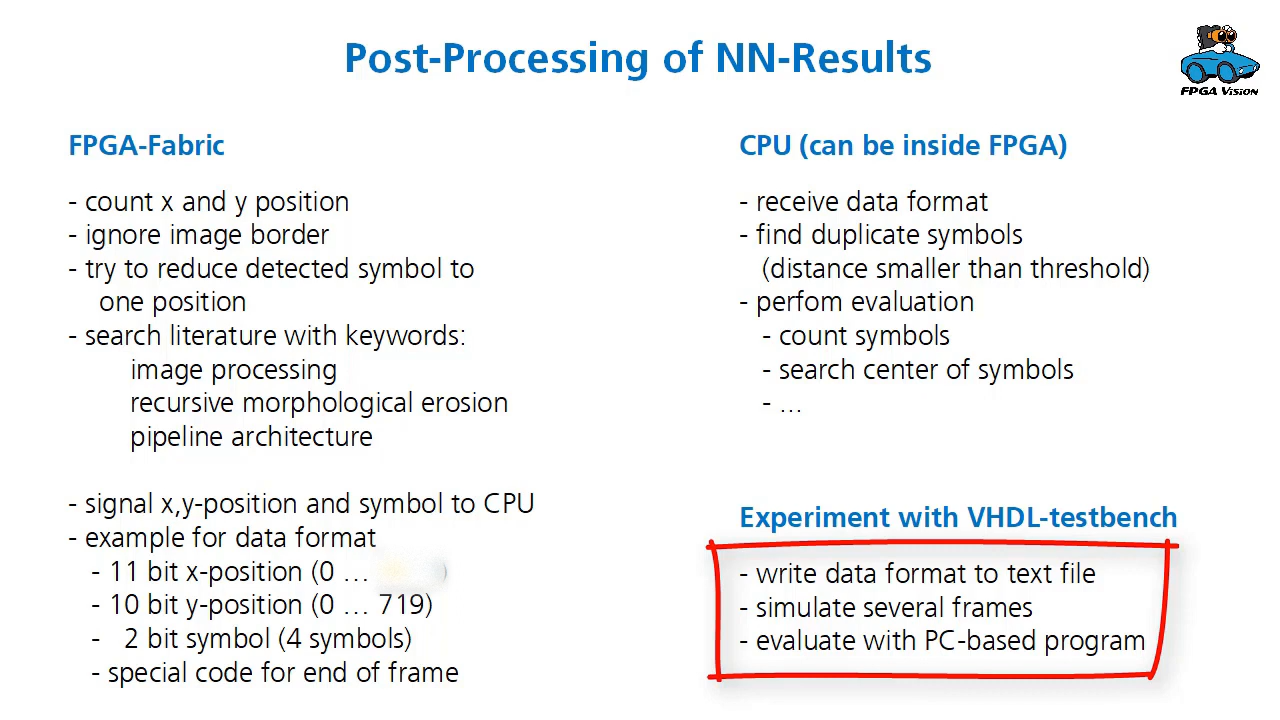 Post-Processing of NN-Results
FPGA Vision
FPGA-Fabric
- count x and y position
- ignore image border
- try to reduce detected symbol to
one position
- search literature with keywords:
image processing
recursive morphological erosion
pipeline architecture
- signal x,y-position and symbol to CPU
- example for data format
- 11 bit x-position (0 … )
- 10 bit y-position (0 … 719)
- 2 bit symbol (4 symbols)
- special code for end of frame
CPU (can be inside FPGA)
- receive data format
- find duplicate symbols
(distance smaller than threshold)
- perfom evaluation
- count symbols
- search center of symbols
- ...
Experiment with VHDL-testbench
- write data format to text file
- simulate several frames
- evaluate with PC-based program